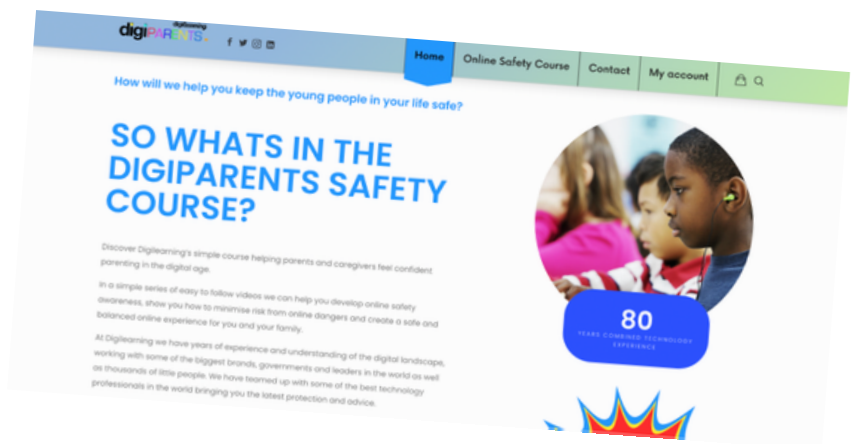 digilearning
digiPARENTS.
Home
Online Safety Course
Contact
My account
How will we help you keep the young people in your life safe?
SO WHATS IN THE
DIGIPARENTS SAFETY
COURSE?
Discover Digilearning's simple course helping parents and caregivers feel confident
parenting in the digital age.
In a simple series of easy to follow videos we can help you develop online safety
awareness, show you how to minimise risk from online dangers and create a safe and
balanced online experience for you and your family.
At Digilearning we have years of experience and understanding of the digital landscape,
working with some of the biggest brands, governments and leaders in the world as well
as thousands of little people. We have teamed up with some of the best technology
professionals in the world bringing you the latest protection and advice.
80
YEARS COMBINED TECHNOLOGY
EXPERIENCE